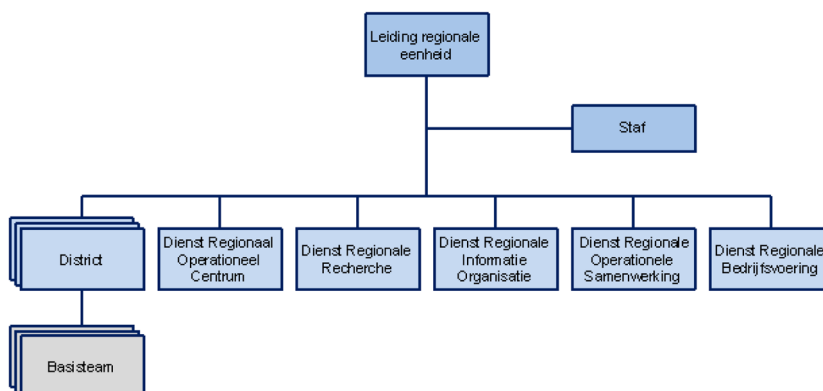 Leiding regionale
eenheid
Staf
District
Dienst Regionaal
Operationeel
Centrum
Dienst Regionale
Recherche
Dienst Regionale
Informatie
Organisatie
Dienst Regionale
Operationele
Samenwerking
Dienst Regionale
Bedrijfsvoering
Basisteam